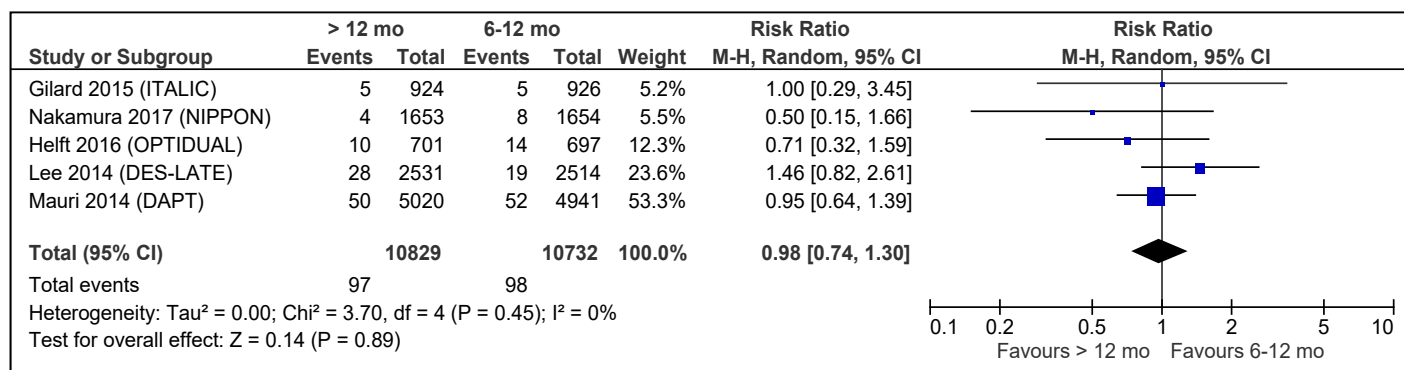 > 12 mo 6-12 mo Risk Ratio Risk Ratio
Study or Subgroup Events Total Events Total Weight M-H, Random, 95% CI M-H, Random, 95% CI
Gilard 2015 (ITALIC) 5 924 5 926 5.2% 1.00 [0.29, 3.45]
Nakamura 2017 (NIPPON) 4 1653 8 1654 5.5% 0.50 [0.15, 1.66]
Helft 2016 (OPTIDUAL) 10 701 14 697 12.3% 0.71 [0.32, 1.59]
Lee 2014 (DES-LATE) 28 2531 19 2514 23.6% 1.46 [0.82, 2.61]
Mauri 2014 (DAPT) 50 5020 52 4941 53.3% 0.95 [0.64, 1.39]
Total (95% CI) 10829 10732 100.0% 0.98 [0.74, 1.30]
Total events 97 98
Heterogeneity: Tau² = 0.00; Chi² = 3.70, df = 4 (P = 0.45); I² = 0%
Test for overall effect: Z = 0.14 (P = 0.89)
0.1 0.2 0.5 1 2 5 10
Favours > 12 mo Favours 6-12 mo